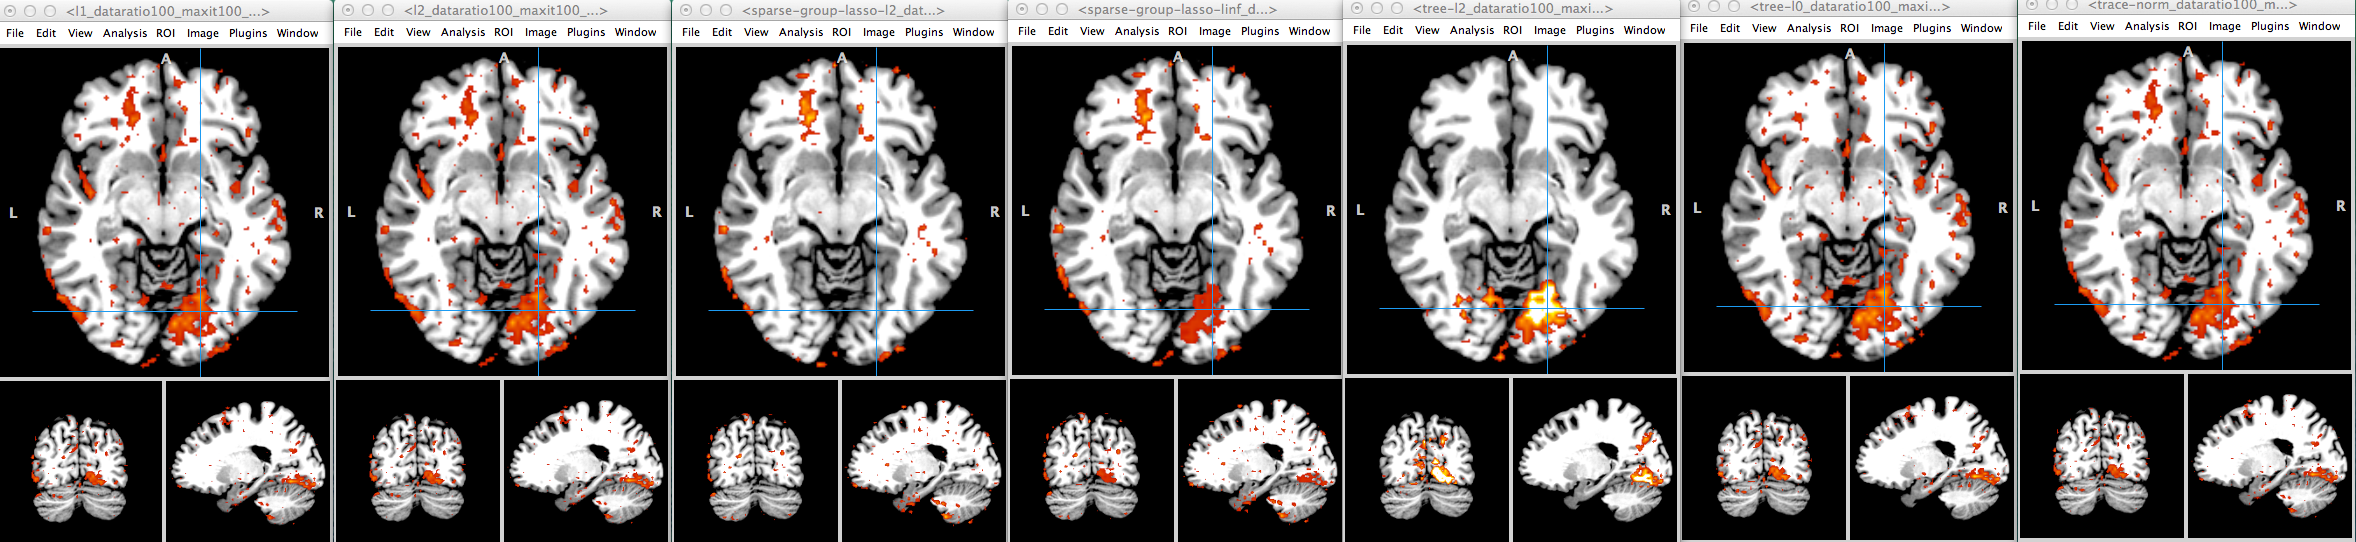 <l1_dataratio100_maxit100_...>
File Edit View Analysis ROI Image Plugins Window
A
L R
<l2_dataratio100_maxit100_...>
File Edit View Analysis ROI Image Plugins Window
A
L R
<sparse-group-lasso-l2_dat...>
File Edit View Analysis ROI Image Plugins Window
A
L R
<sparse-group-lasso-linf_d...>
File Edit View Analysis ROI Image Plugins Window
A
L R
<tree-l2_dataratio100_maxi...>
File Edit View Analysis ROI Image Plugins Window
A
L R
<tree-l0_dataratio100_maxi...>
File Edit View Analysis ROI Image Plugins Window
A
L R
<trace-norm_dataratio100_m...>
File Edit View Analysis ROI Image Plugins Window
A
L R